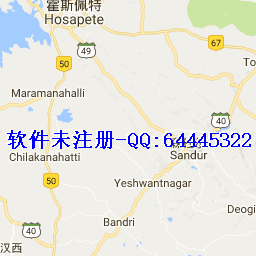 霍斯佩特
Hosapete
67
49
To
50
Maramanahalli
40
软件未注册-QQ:64445322
Chilakanahatti
Sandur
50
Yeshwantnagar
Deogi
40
Bandri
40
汉西